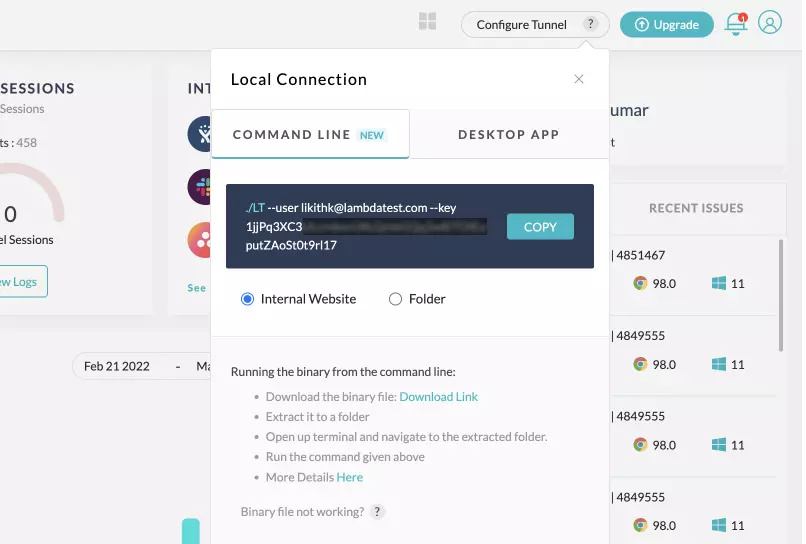 Configure Tunnel ?
Upgrade
1
SESSIONS
Sessions
ts : 458
0
el Sessions
ew Logs
INT
See
Feb 21 2022 - Ma
Local Connection
COMMAND LINE NEW
DESKTOP APP
./LT --user likithk@lambdatest.com --key
1jjPq3XC3
putZAoSt0t9rl17
COPY
Internal Website
Folder
Running the binary from the command line:
• Download the binary file: Download Link
• Extract it to a folder
• Open up terminal and navigate to the extracted folder.
• Run the command given above
• More Details Here
Binary file not working? ?
umar
t
RECENT ISSUES
| 4851467
98.0 11
| 4849555
98.0 11
| 4849555
98.0 11
| 4849555
98.0 11